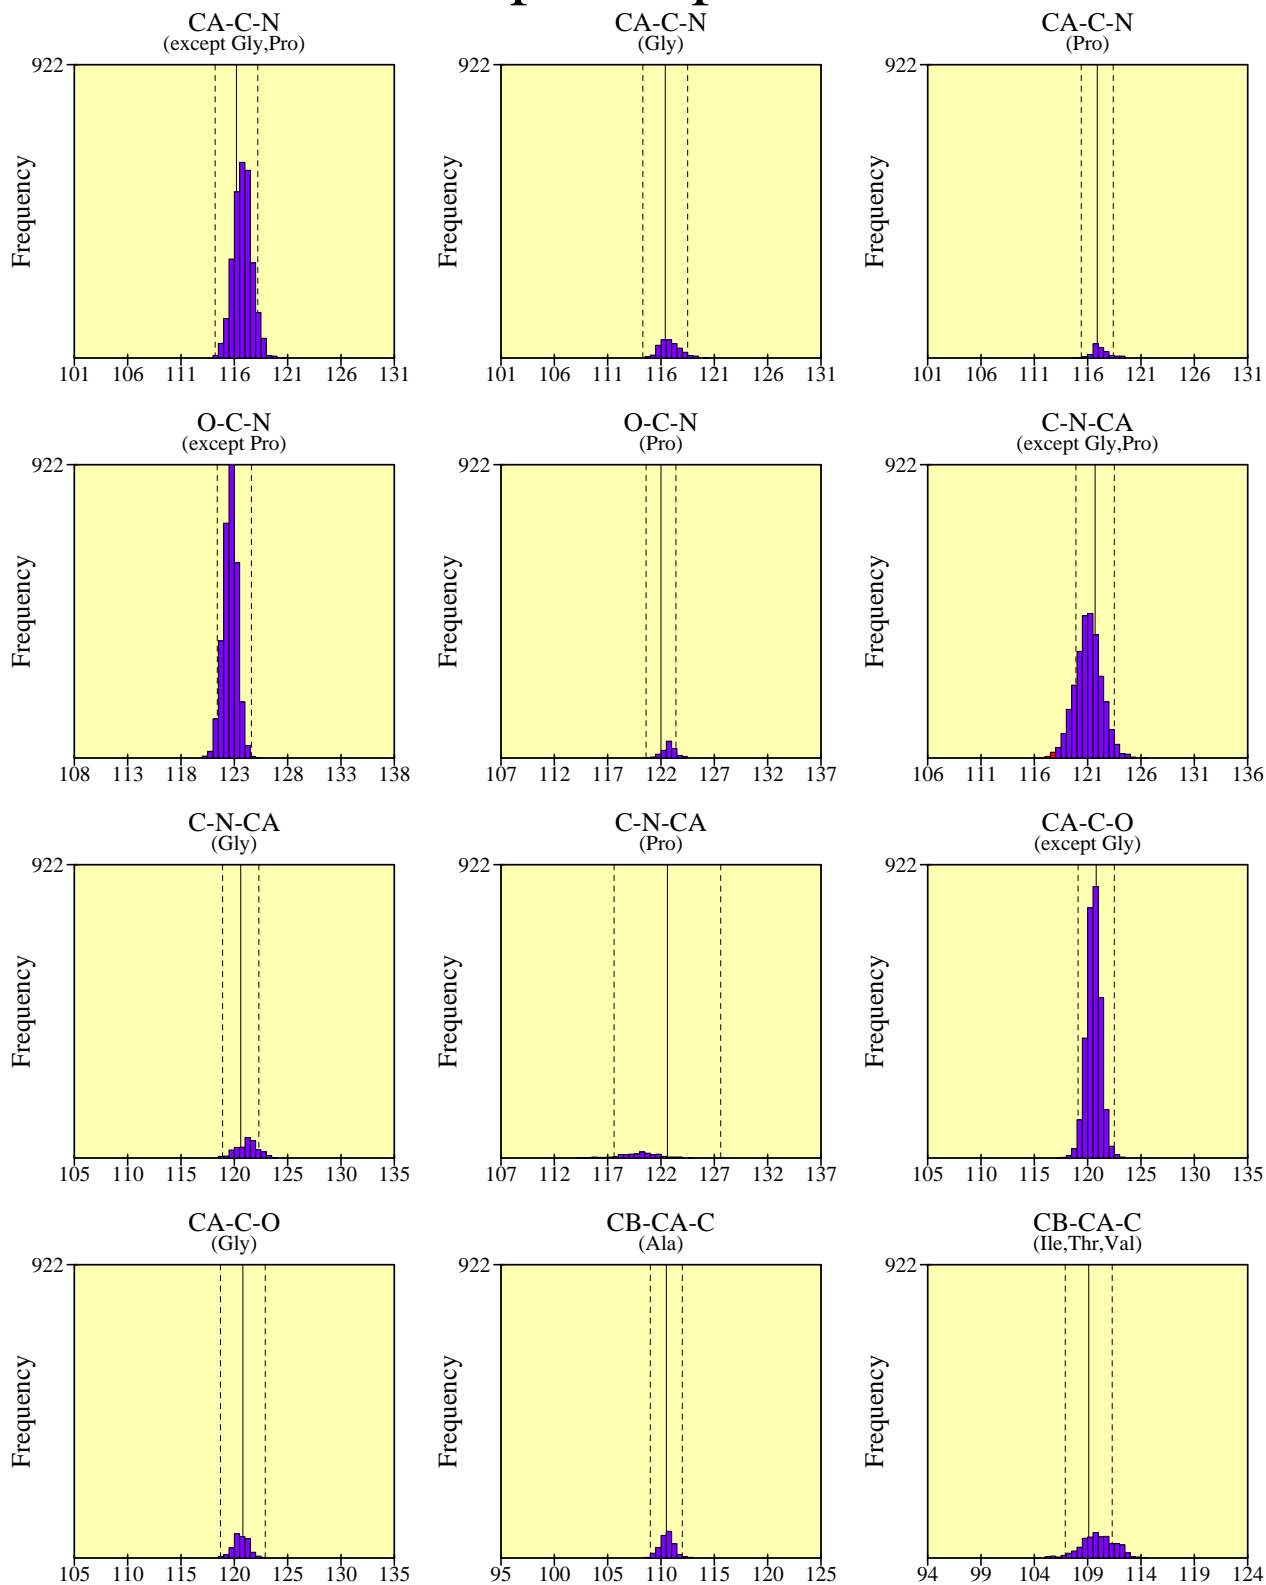 CA-C-N
(except Gly,Pro)
922
Frequency
101 106 111 116 121 126 131
CA-C-N
(Gly)
922
Frequency
101 106 111 116 121 126 131
CA-C-N
(Pro)
922
Frequency
101 106 111 116 121 126 131
O-C-N
(except Pro)
922
Frequency
108 113 118 123 128 133 138
O-C-N
(Pro)
922
Frequency
107 112 117 122 127 132 137
C-N-CA
(except Gly,Pro)
922
Frequency
106 111 116 121 126 131 136
C-N-CA
(Gly)
922
Frequency
105 110 115 120 125 130 135
C-N-CA
(Pro)
922
Frequency
107 112 117 122 127 132 137
CA-C-O
(except Gly)
922
Frequency
105 110 115 120 125 130 135
CA-C-O
(Gly)
922
Frequency
105 110 115 120 125 130 135
CB-CA-C
(Ala)
922
Frequency
95 100 105 110 115 120 125
CB-CA-C
(Ile,Thr,Val)
922
Frequency
94 99 104 109 114 119 124